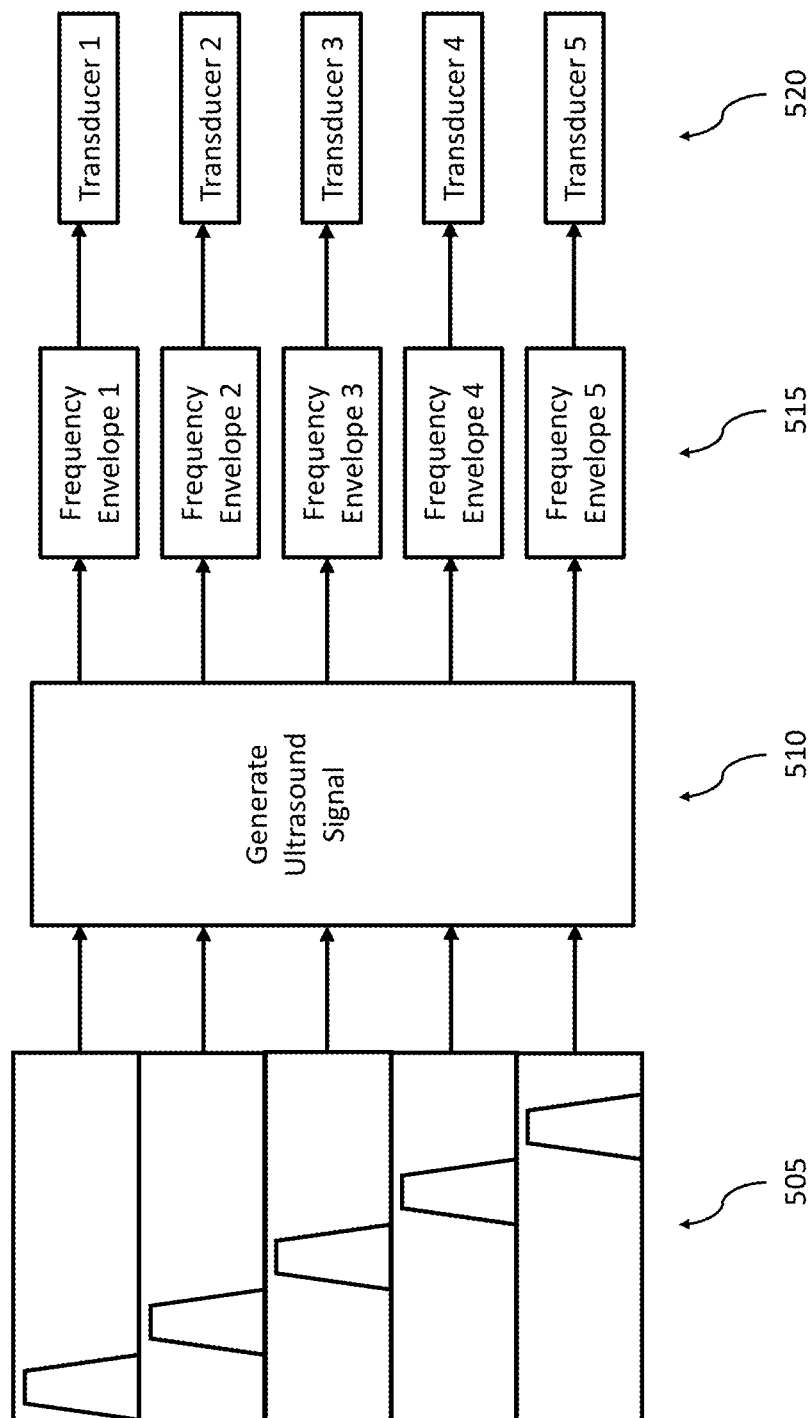 505
510
Generate
Ultrasound
Signal
515
Frequency
Envelope 1
Frequency
Envelope 2
Frequency
Envelope 3
Frequency
Envelope 4
Frequency
Envelope 5
520
Transducer 1
Transducer 2
Transducer 3
Transducer 4
Transducer 5